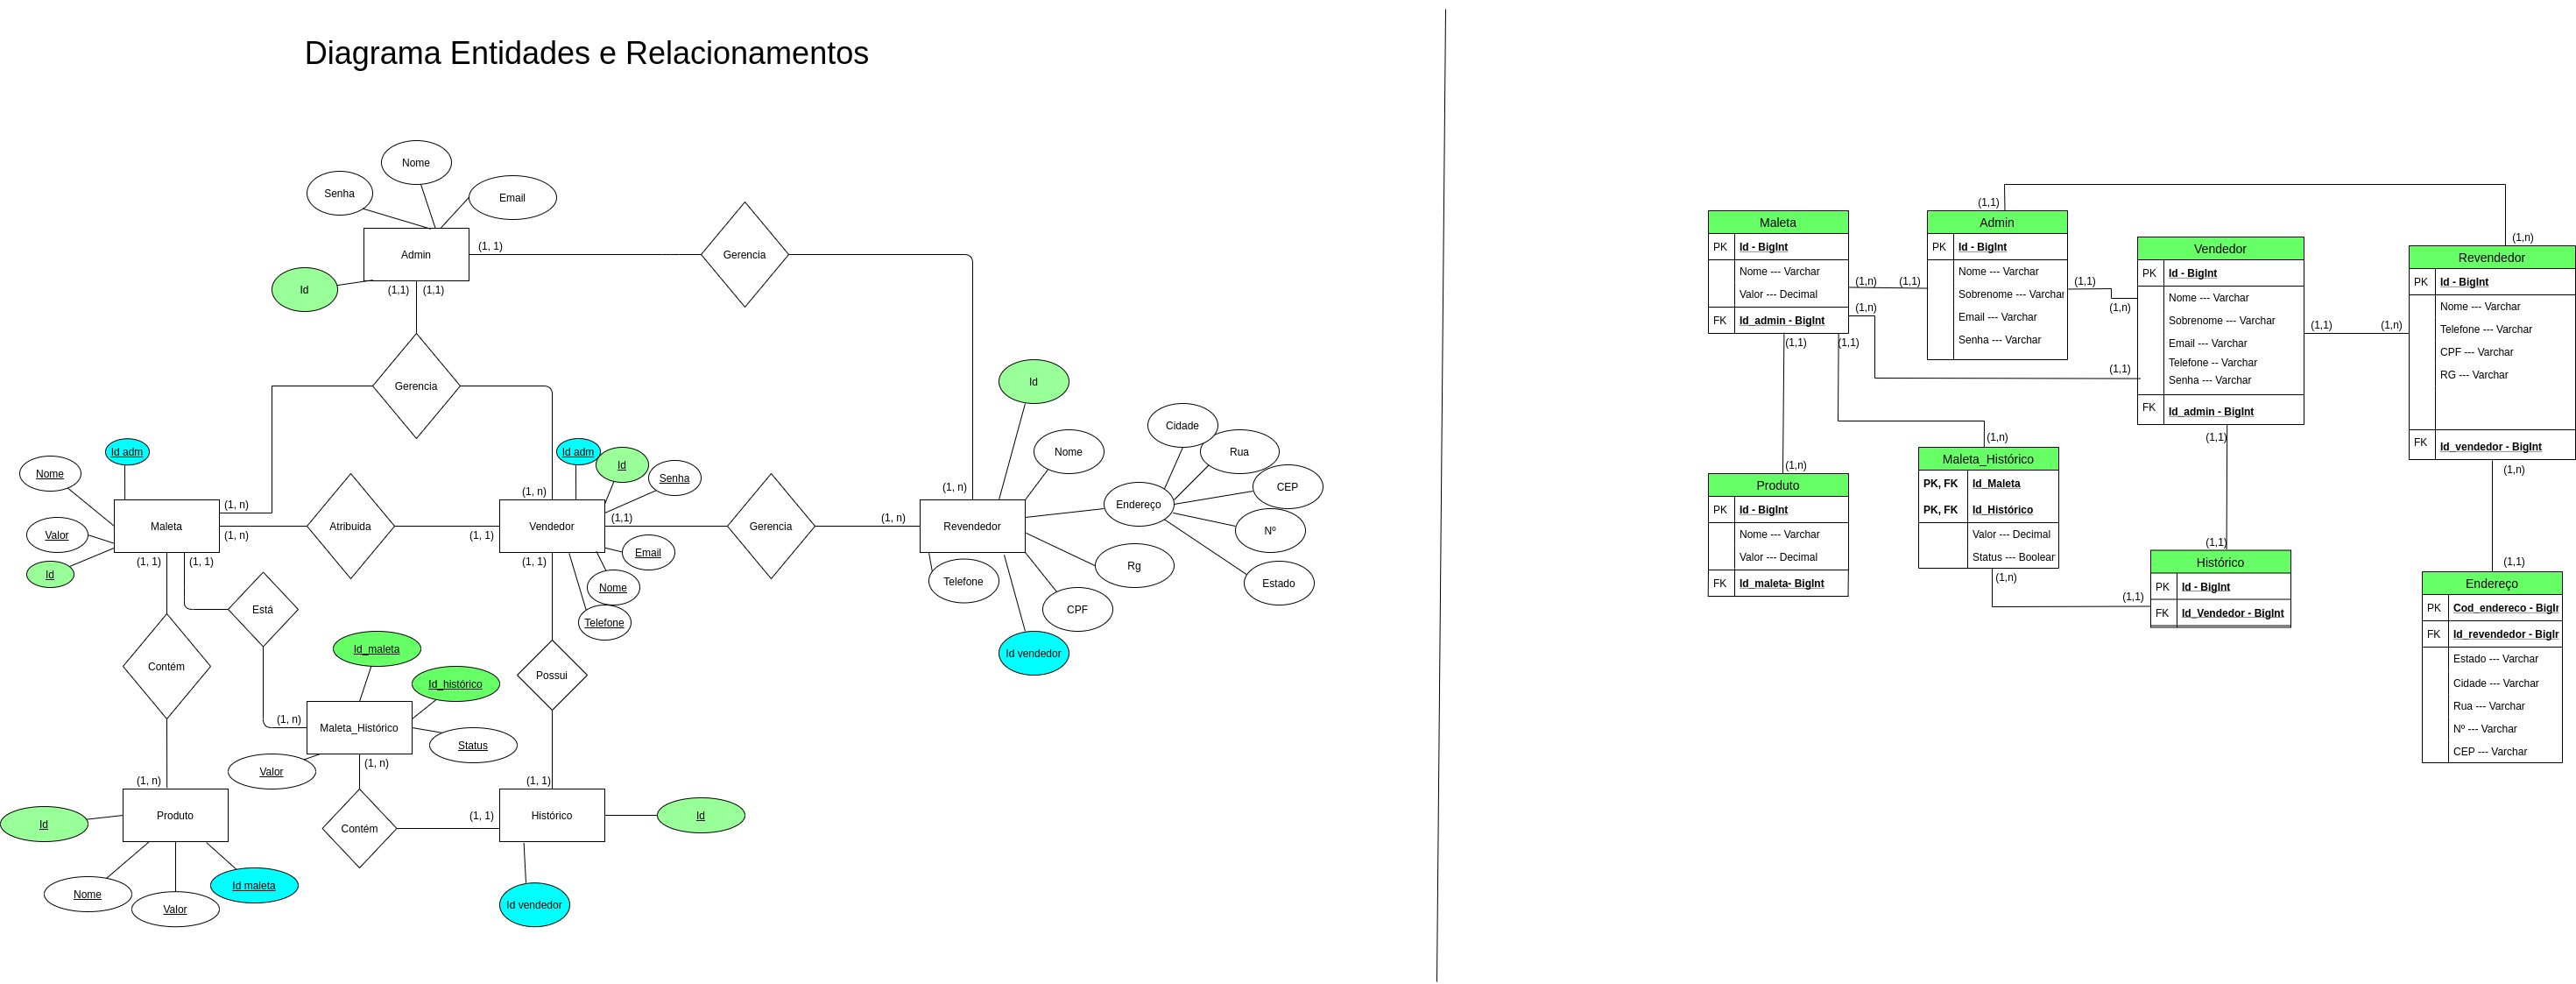 Diagrama Entidades e Relacionamentos
Nome
Senha
Email
Admin
(1, 1)
Gerencia
Id
(1,1)
(1,1)
Gerencia
Id
Nome
Cidade
Rua
CEP
Endereço
Nº
Estado
Rg
CPF
Telefone
Id vendedor
Revendedor
(1, n)
(1, n)
Gerencia
(1,1)
Id adm
Nome
Valor
Id
Maleta
(1, n)
(1, n)
(1, 1)
(1, 1)
Atribuida
Id adm
Id
Senha
(1, n)
Vendedor
(1, 1)
(1, 1)
Email
Nome
Telefone
Está
Contém
Possui
Id_maleta
Id_histórico
Maleta_Histórico
(1, n)
Status
Valor
(1, n)
(1, n)
(1, 1)
Produto
Contém
(1, 1)
Histórico
Id
Id
Nome
Valor
Id maleta
Id vendedor
Maleta
PK Id - BigInt
Nome --- Varchar
Valor --- Decimal
FK Id_admin - BigInt
(1,n)
(1,1)
(1,n)
(1,1)
(1,1)
(1,1)
Admin
PK Id - BigInt
Nome --- Varchar
Sobrenome --- Varchar
Email --- Varchar
Senha --- Varchar
(1,1)
(1,n)
(1,1)
Vendedor
PK Id - BigInt
Nome --- Varchar
Sobrenome --- Varchar
Email --- Varchar
Telefone -- Varchar
Senha --- Varchar
FK Id_admin - BigInt
(1,1)
(1,n)
(1,n)
Revendedor
PK Id - BigInt
Nome --- Varchar
Telefone --- Varchar
CPF --- Varchar
RG --- Varchar
FK Id_vendedor - BigInt
(1,n)
(1,n)
Produto
PK Id - BigInt
Nome --- Varchar
Valor --- Decimal
FK Id_maleta- BigInt
(1,n)
Maleta_Histórico
PK, FK Id_Maleta
PK, FK Id_Histórico
Valor --- Decimal
Status --- Boolean
(1,n)
(1,1)
(1,1)
(1,1)
Histórico
PK Id - BigInt
FK Id_Vendedor - BigInt
(1,1)
Endereço
PK Cod_endereco - BigIn
FK Id_revendedor - BigIn
Estado --- Varchar
Cidade --- Varchar
Rua --- Varchar
Nº --- Varchar
CEP --- Varchar